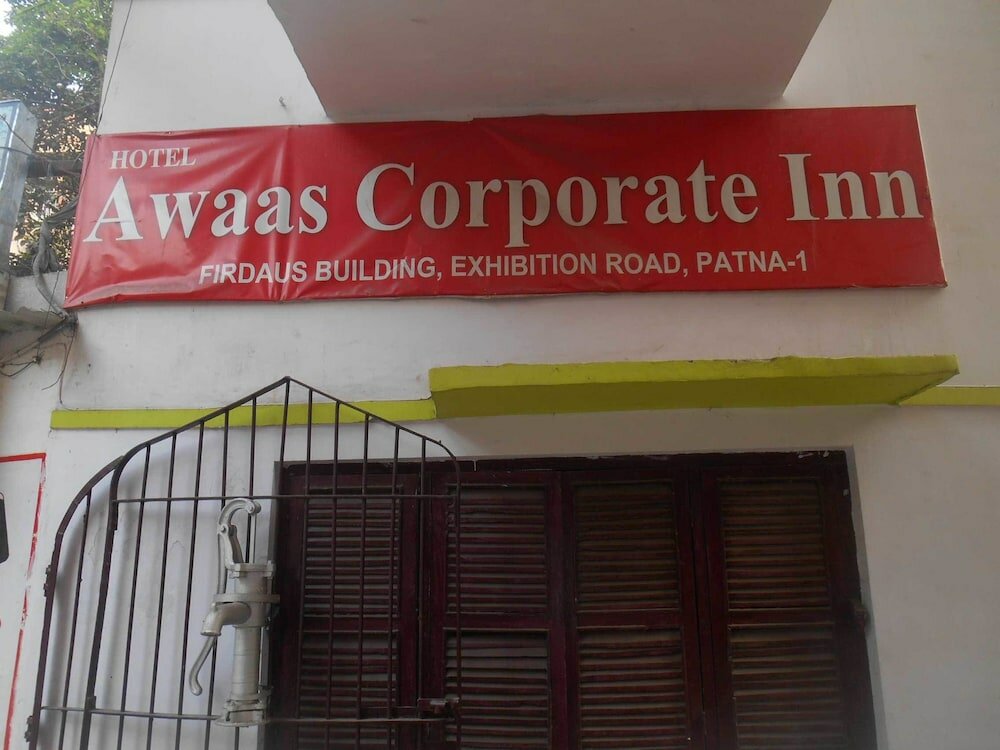 HOTEL
Awaas Corporate Inn
FIRDAUS BUILDING, EXHIBITION ROAD, PATNA-1